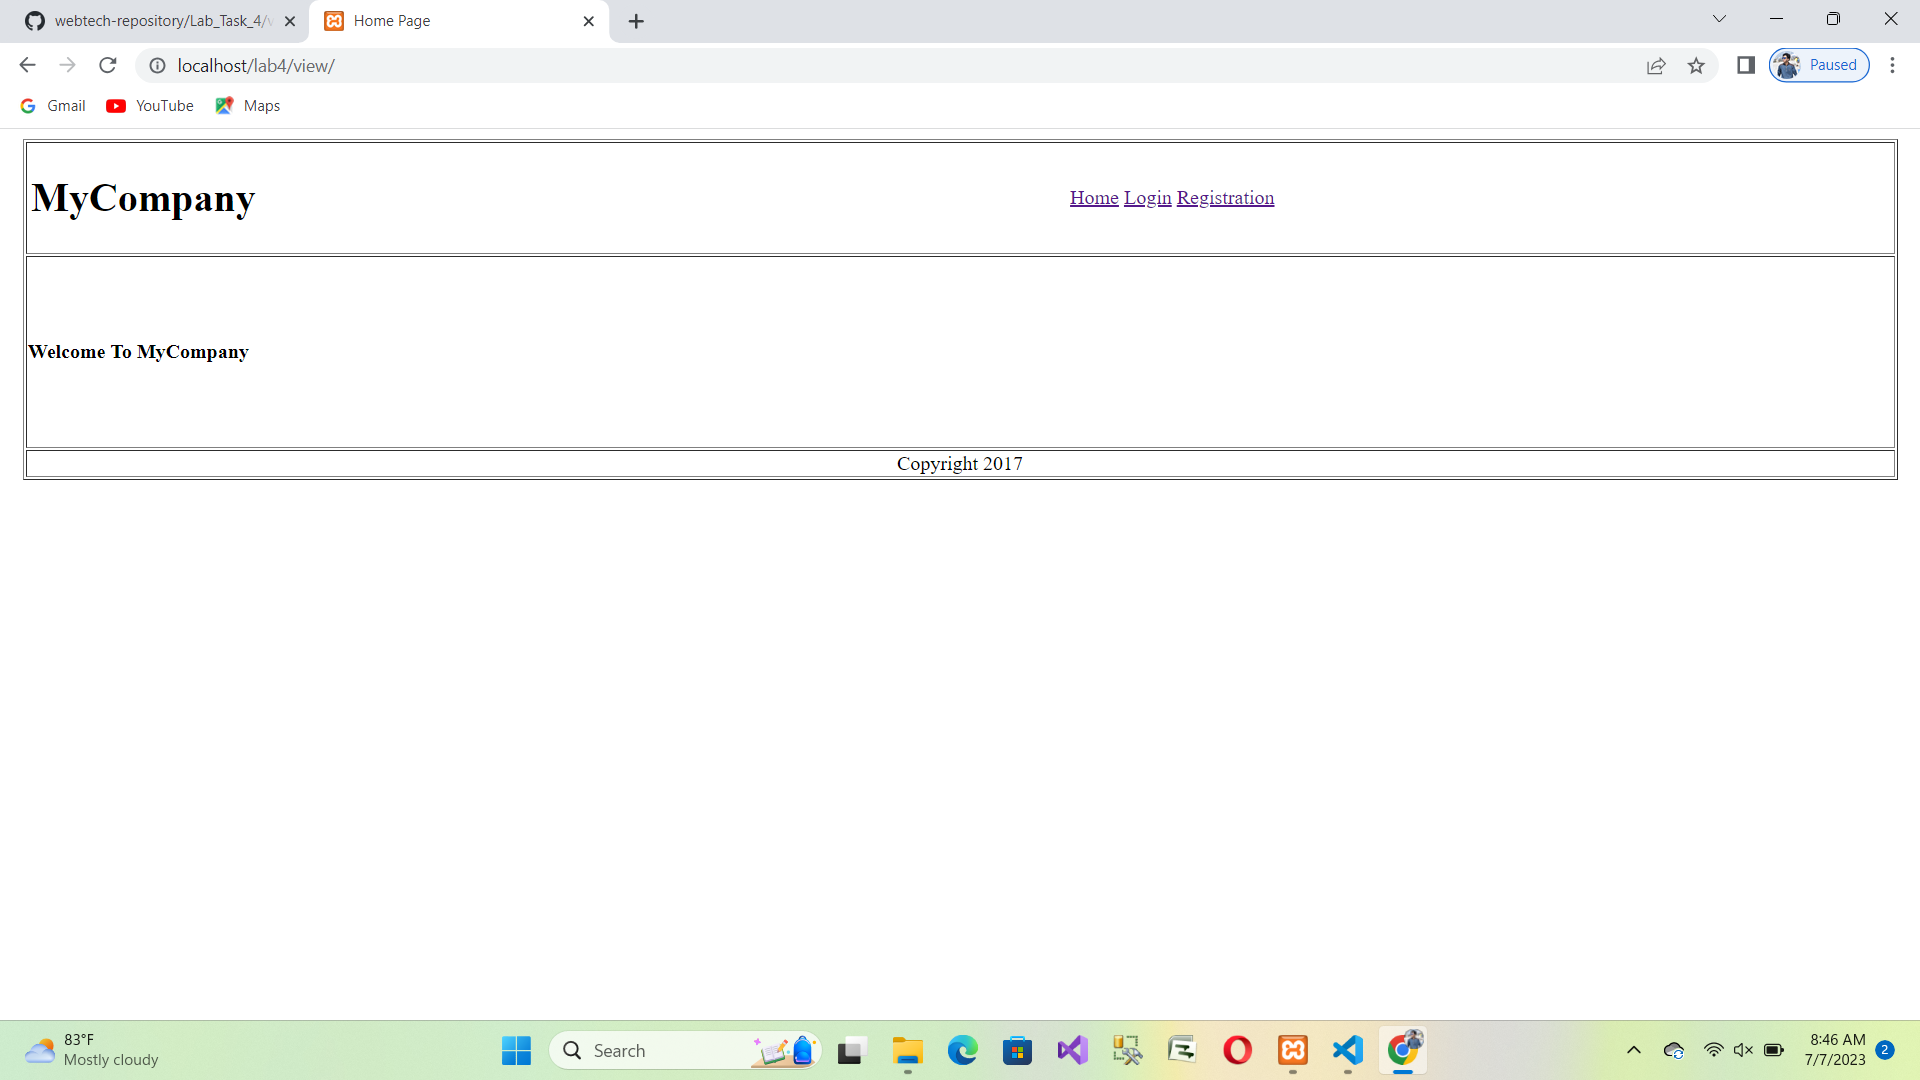 webtech-repository/Lab_Task_4/v
Home Page
localhost/lab4/view/
Paused
Gmail
YouTube
Maps
MyCompany
Home Login Registration
Welcome To MyCompany
Copyright 2017
83°F
Mostly cloudy
Search
8:46 AM
7/7/2023
2